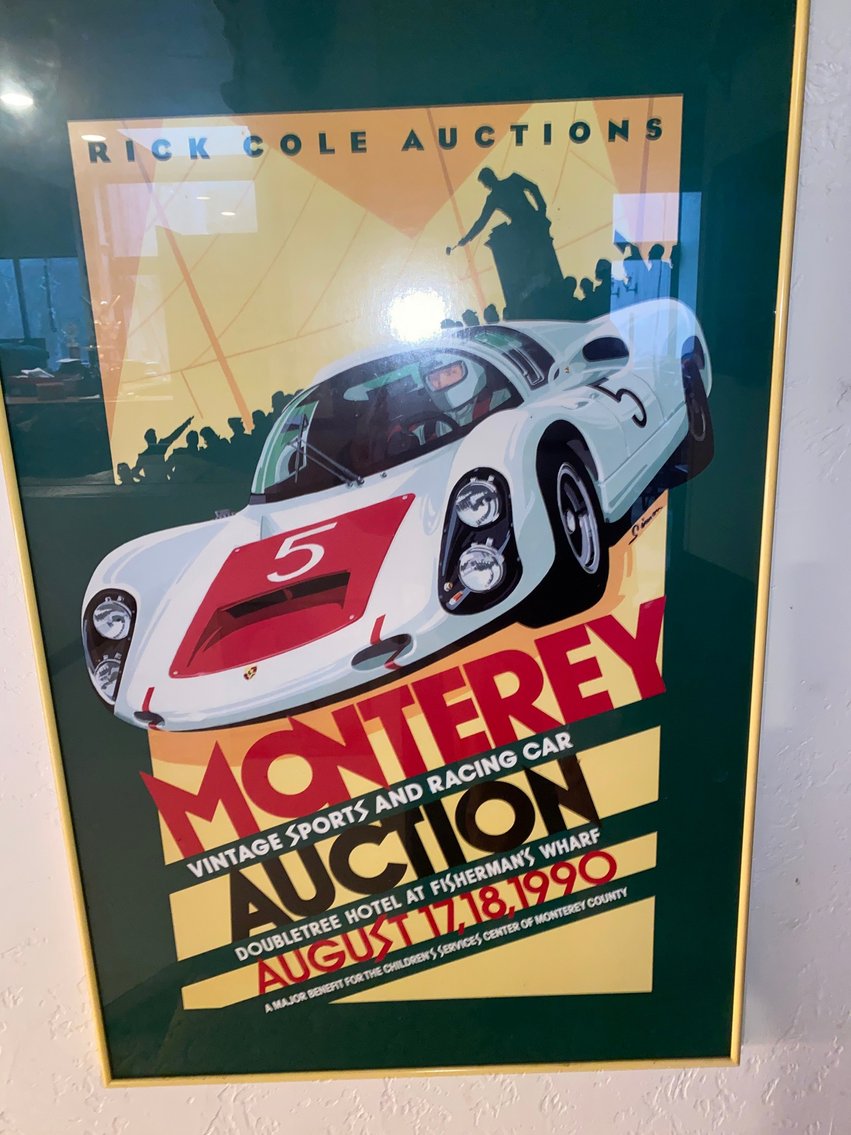 RICK COLE AUCTIONS
5
5
MONTEREY
VINTAGE SPORTS AND RACING CAR
AUCTION
DOUBLETREE HOTEL AT FISHERMAN'S WHARF
AUGUST 17,18,1990
A MAJOR BENEFIT FOR THE CHILDREN'S SERVICES CENTER OF MONTEREY COUNTY